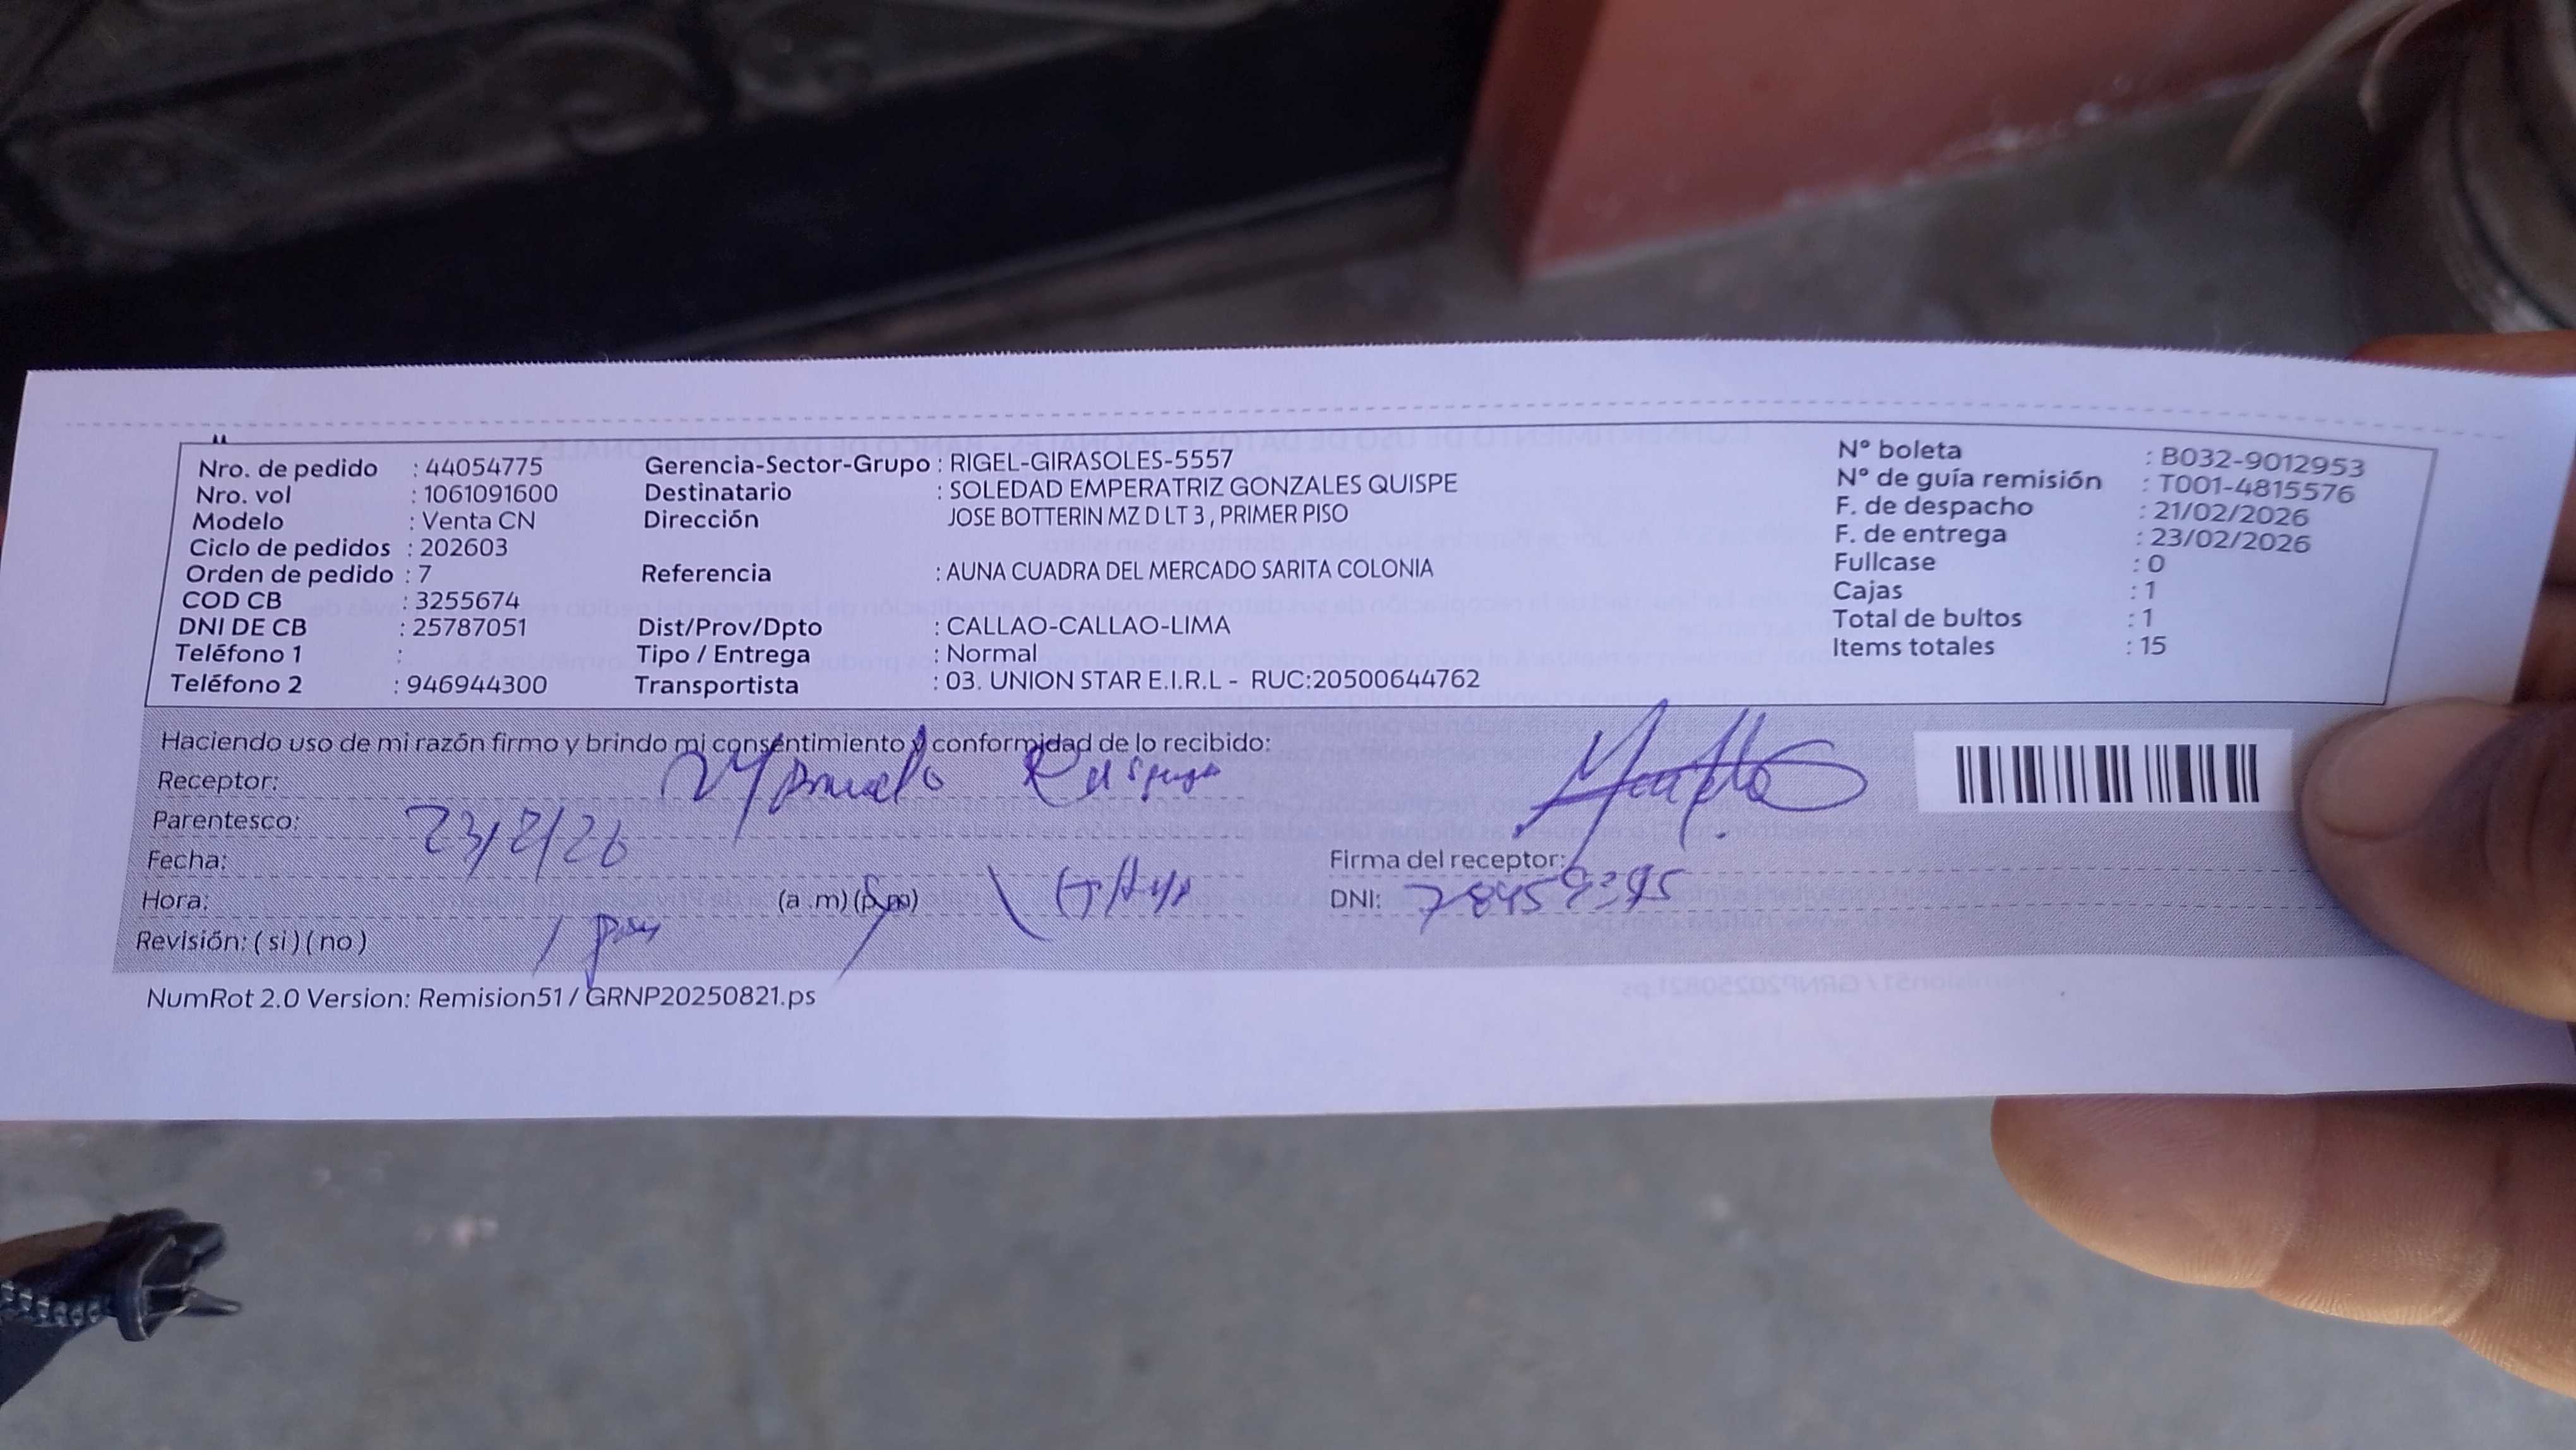 Nro. de pedido : 44054775
Nro. vol : 1061091600
Modelo : Venta CN
Ciclo de pedidos : 202603
Orden de pedido : 7
COD CB : 3255674
DNI DE CB : 25787051
Teléfono 1 :
Teléfono 2 : 946944300
Gerencia-Sector-Grupo : RIGEL-GIRASOLES-5557
Destinatario : SOLEDAD EMPERATRIZ GONZALES QUISPE
Dirección JOSE BOTTERIN MZ D LT 3 , PRIMER PISO
Referencia : AUNA CUADRA DEL MERCADO SARITA COLONIA
Dist/Prov/Dpto : CALLAO-CALLAO-LIMA
Tipo / Entrega : Normal
Transportista : 03. UNION STAR E.I.R.L - RUC:20500644762
Nº boleta : B032-9012953
Nº de guía remisión : T001-4815576
F. de despacho : 21/02/2026
F. de entrega : 23/02/2026
Fullcase : 0
Cajas : 1
Total de bultos : 1
Items totales : 15
Haciendo uso de mi razón firmo y brindo mi consentimiento y conformidad de lo recibido:
Receptor:
Parentesco:
23/2/26
Fecha:
Hora: (a .m) (p.m)
Revisión: ( si ) ( no )
Firma del receptor:
DNI:
NumRot 2.0 Version: Remision51 / GRNP20250821.ps